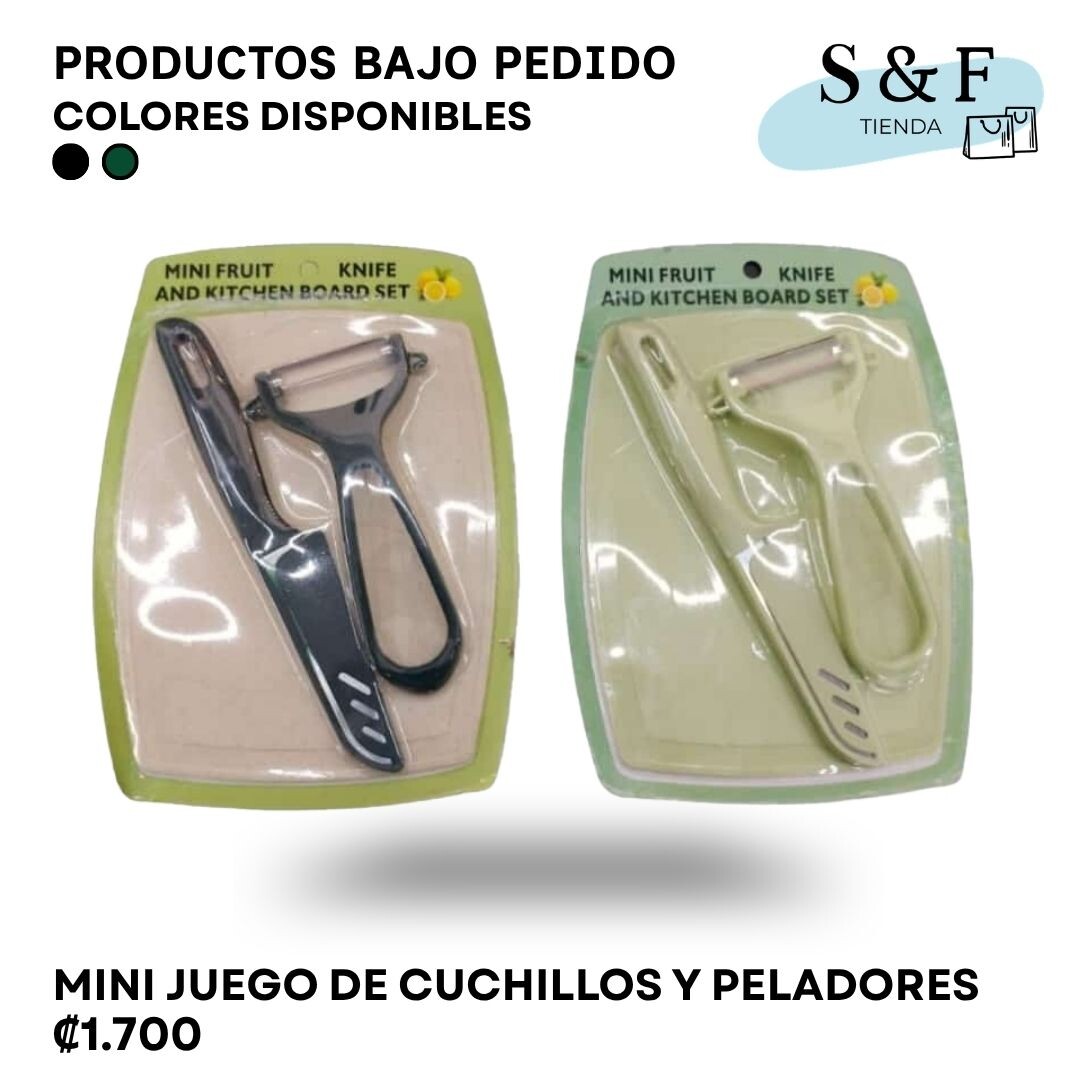 PRODUCTOS BAJO PEDIDO
COLORES DISPONIBLES
S & F
TIENDA
MINI FRUIT KNIFE
AND KITCHEN BOARD SET
MINI FRUIT KNIFE
AND KITCHEN BOARD SET
MINI JUEGO DE CUCHILLOS Y PELADORES
₡1.700